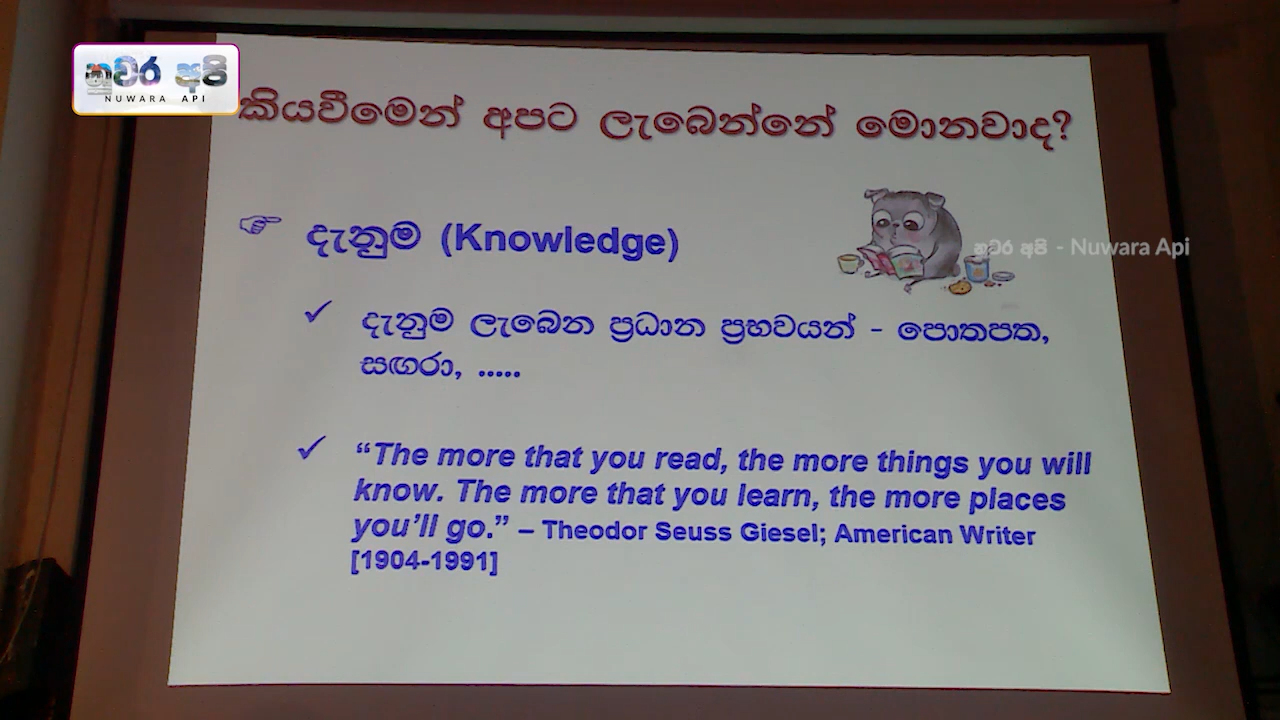 නුවර අපි
NUWARA API
කියවීමෙන් අපට ලැබෙන්නේ මොනවාද?
දැනුම (Knowledge)
නුවර අපි - Nuwara Api
දැනුම ලැබෙන ප්‍රධාන ප්‍රභවයන් - පොතපත,
සඟරා, .....
“The more that you read, the more things you will
know. The more that you learn, the more places
you’ll go.” – Theodor Seuss Giesel; American Writer
[1904-1991]